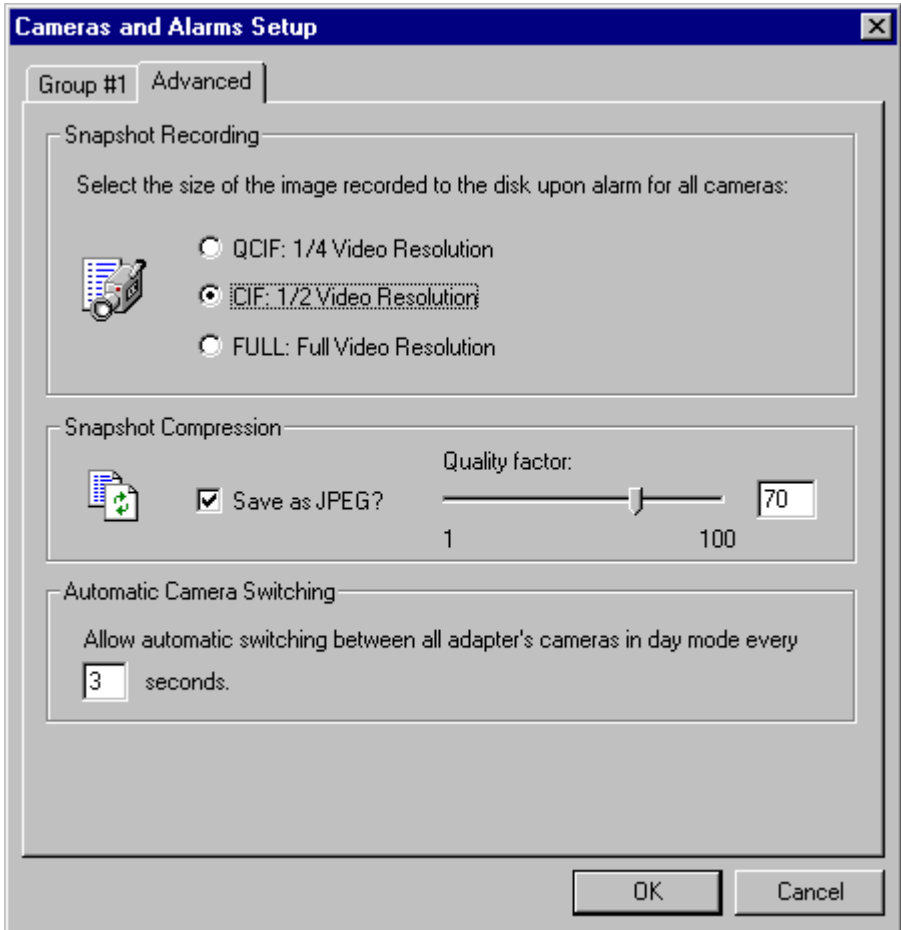 Cameras and Alarms Setup
Group #1
Advanced
Snapshot Recording
Select the size of the image recorded to the disk upon alarm for all cameras:
QCIF: 1/4 Video Resolution
CIF: 1/2 Video Resolution
FULL: Full Video Resolution
Snapshot Compression
Quality factor:
Save as JPEG?
70
1
100
Automatic Camera Switching
Allow automatic switching between all adapter's cameras in day mode every
3 seconds.
OK
Cancel